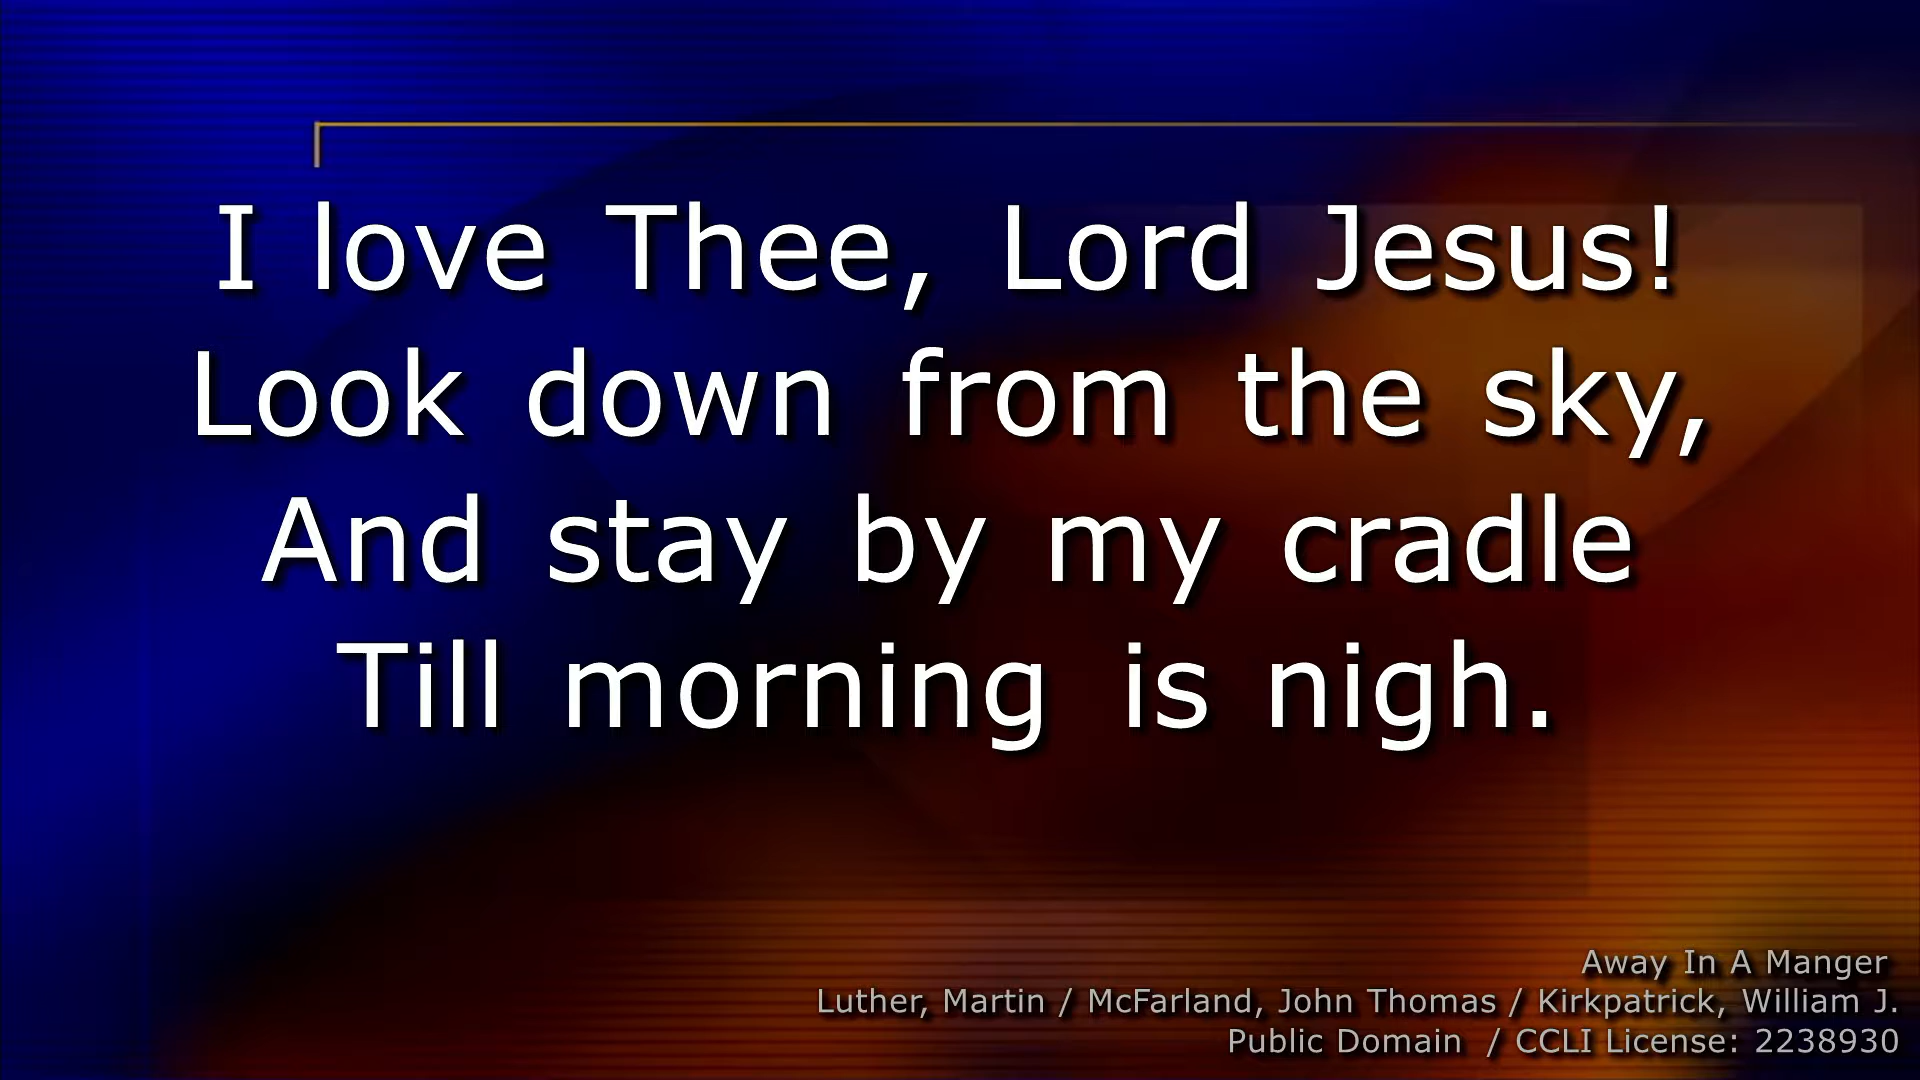 I love Thee, Lord Jesus!
Look down from the sky,
And stay by my cradle
Till morning is nigh.
Away In A Manger
Luther, Martin / McFarland, John Thomas / Kirkpatrick, William J.
Public Domain / CCLI License: 2238930